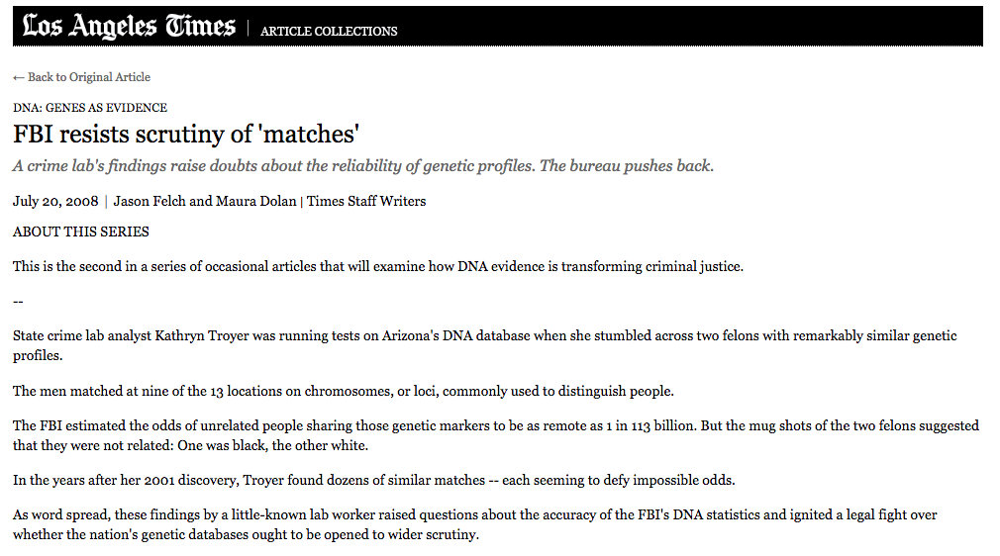 Los Angeles Times | ARTICLE COLLECTIONS
← Back to Original Article
DNA: GENES AS EVIDENCE
FBI resists scrutiny of 'matches'
A crime lab's findings raise doubts about the reliability of genetic profiles. The bureau pushes back.
July 20, 2008 | Jason Felch and Maura Dolan | Times Staff Writers
ABOUT THIS SERIES
This is the second in a series of occasional articles that will examine how DNA evidence is transforming criminal justice.
--
State crime lab analyst Kathryn Troyer was running tests on Arizona's DNA database when she stumbled across two felons with remarkably similar genetic
profiles.
The men matched at nine of the 13 locations on chromosomes, or loci, commonly used to distinguish people.
The FBI estimated the odds of unrelated people sharing those genetic markers to be as remote as 1 in 113 billion. But the mug shots of the two felons suggested
that they were not related: One was black, the other white.
In the years after her 2001 discovery, Troyer found dozens of similar matches -- each seeming to defy impossible odds.
As word spread, these findings by a little-known lab worker raised questions about the accuracy of the FBI's DNA statistics and ignited a legal fight over
whether the nation's genetic databases ought to be opened to wider scrutiny.